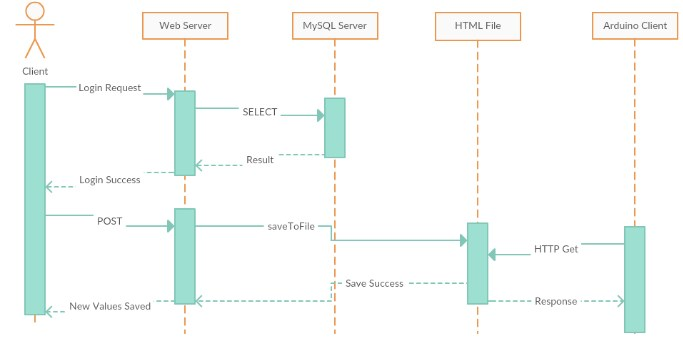 Web Server
MySQL Server
HTML File
Arduino Client
Client
Login Request
SELECT
Result
Login Success
POST
saveToFile
HTTP Get
Save Success
Response
New Values Saved